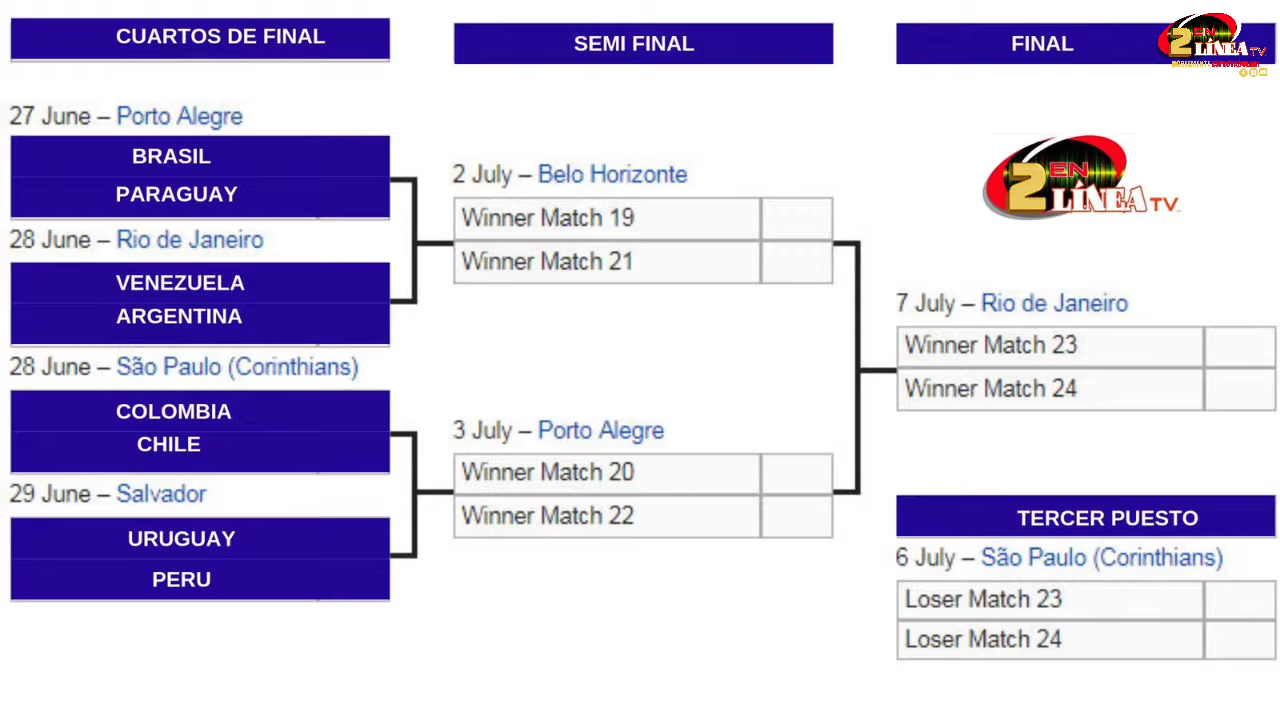 CUARTOS DE FINAL
27 June – Porto Alegre
BRASIL
PARAGUAY
28 June – Rio de Janeiro
VENEZUELA
ARGENTINA
28 June – São Paulo (Corinthians)
COLOMBIA
CHILE
29 June – Salvador
URUGUAY
PERU
SEMI FINAL
2 July – Belo Horizonte
Winner Match 19
Winner Match 21
3 July – Porto Alegre
Winner Match 20
Winner Match 22
FINAL
2 EN LÍNEA TV
2 EN LÍNEA TV
7 July – Rio de Janeiro
Winner Match 23
Winner Match 24
TERCER PUESTO
6 July – São Paulo (Corinthians)
Loser Match 23
Loser Match 24